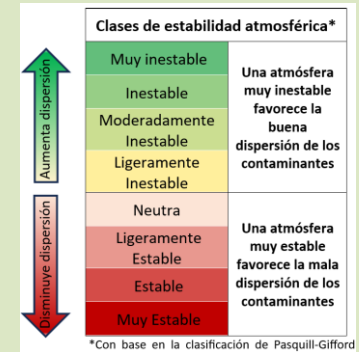 Clases de estabilidad atmosférica*
Aumenta dispersión
Muy inestable
Inestable
Moderadamente
Inestable
Ligeramente
Inestable
Una atmósfera
muy inestable
favorece la
buena
dispersión de los
contaminantes
Disminuye dispersión
Neutra
Ligeramente
Estable
Estable
Muy Estable
Una atmósfera
muy estable
favorece la mala
dispersión de los
contaminantes
*Con base en la clasificación de Pasquill-Gifford